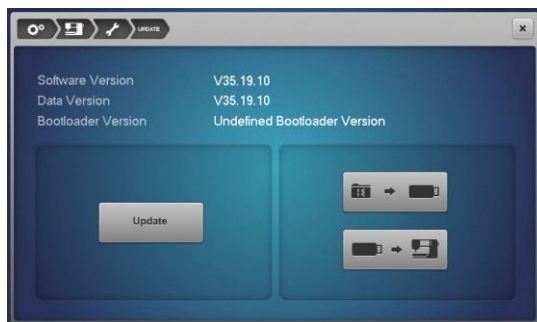 UPDATE
Software Version V35.19.10
Data Version V35.19.10
Bootloader Version Undefined Bootloader Version
Update